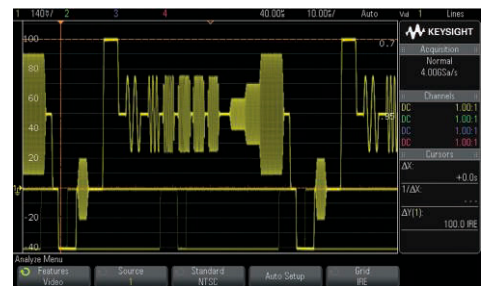 1 140♉/ 2 3 4 40.00% 10.00%/ Auto Vid 1 Lines
KEYSIGHT
Acquisition
Normal
4.00GSa/s
Channels
DC 1.00:1
DC 1.00:1
DC 1.00:1
DC 1.00:1
Cursors
ΔX:
+0.0s
1/ΔX:
ΔY(1):
100.0 IRE
100
0.7
80
60
40
.95
20
-20
-40
Analyze Menu
Features
Video
Source
1
Standard
NTSC
Auto Setup
Grid
IRE